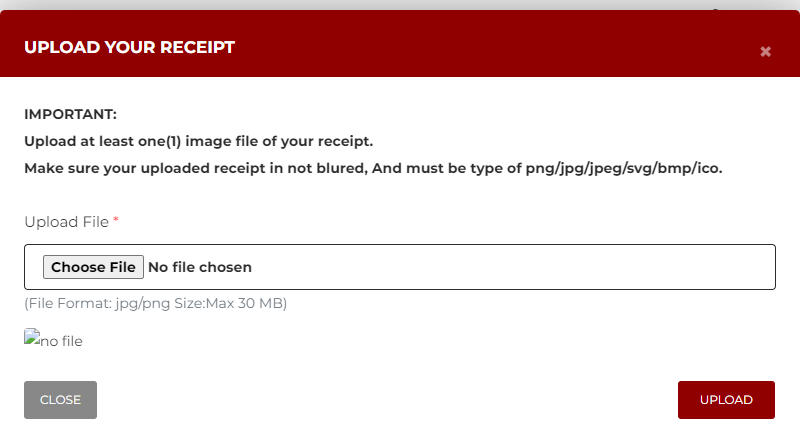 UPLOAD YOUR RECEIPT
×
IMPORTANT:
Upload at least one(1) image file of your receipt.
Make sure your uploaded receipt in not blured, And must be type of png/jpg/jpeg/svg/bmp/ico.
Upload File *
Choose File No file chosen
(File Format: jpg/png Size:Max 30 MB)
no file
CLOSE UPLOAD